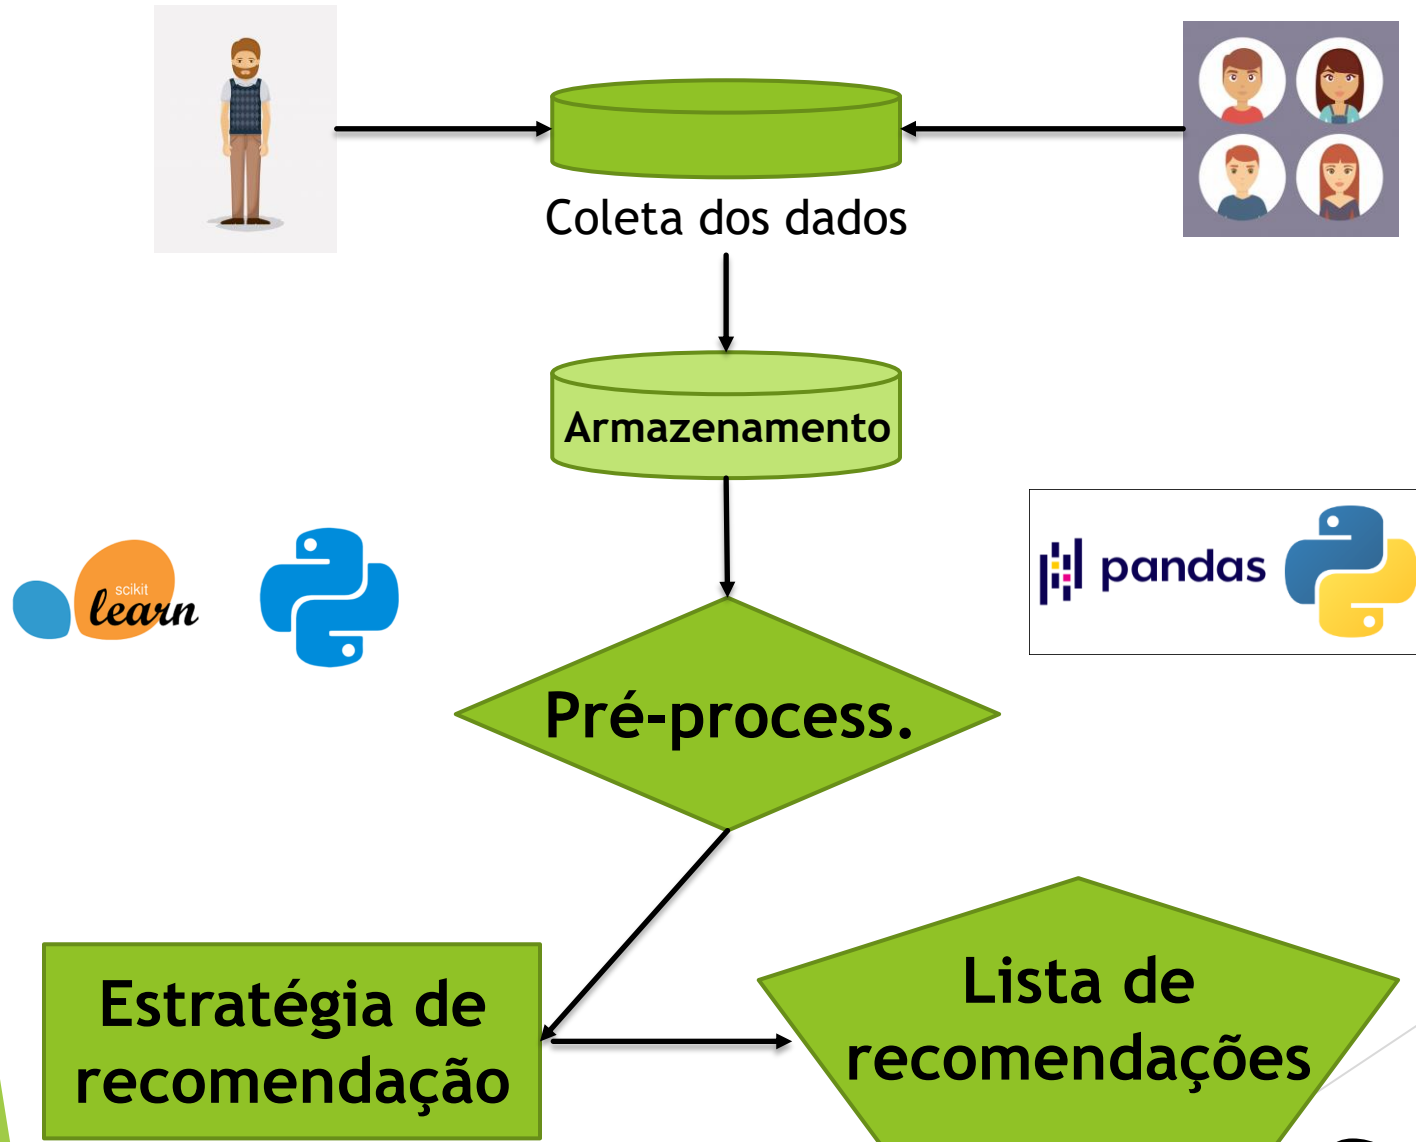 Coleta dos dados
Armazenamento
scikit
learn
pandas
Pré-process.
Estratégia de
recomendação
Lista de
recomendações